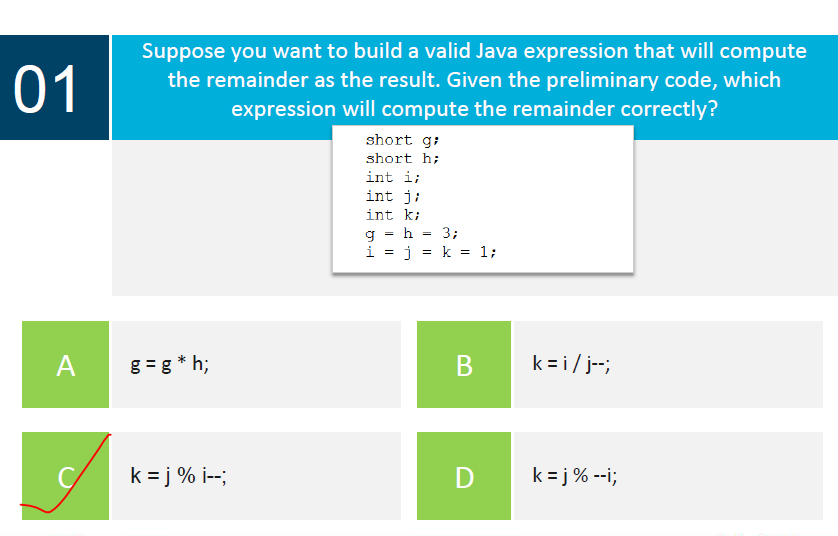 01
Suppose you want to build a valid Java expression that will compute
the remainder as the result. Given the preliminary code, which
expression will compute the remainder correctly?
short g;
short h;
int i;
int j;
int k;
g = h = 3;
i = j = k = 1;
A
g = g * h;
B
k = i / j--;
C
k = j % i--;
D
k = j % --i;